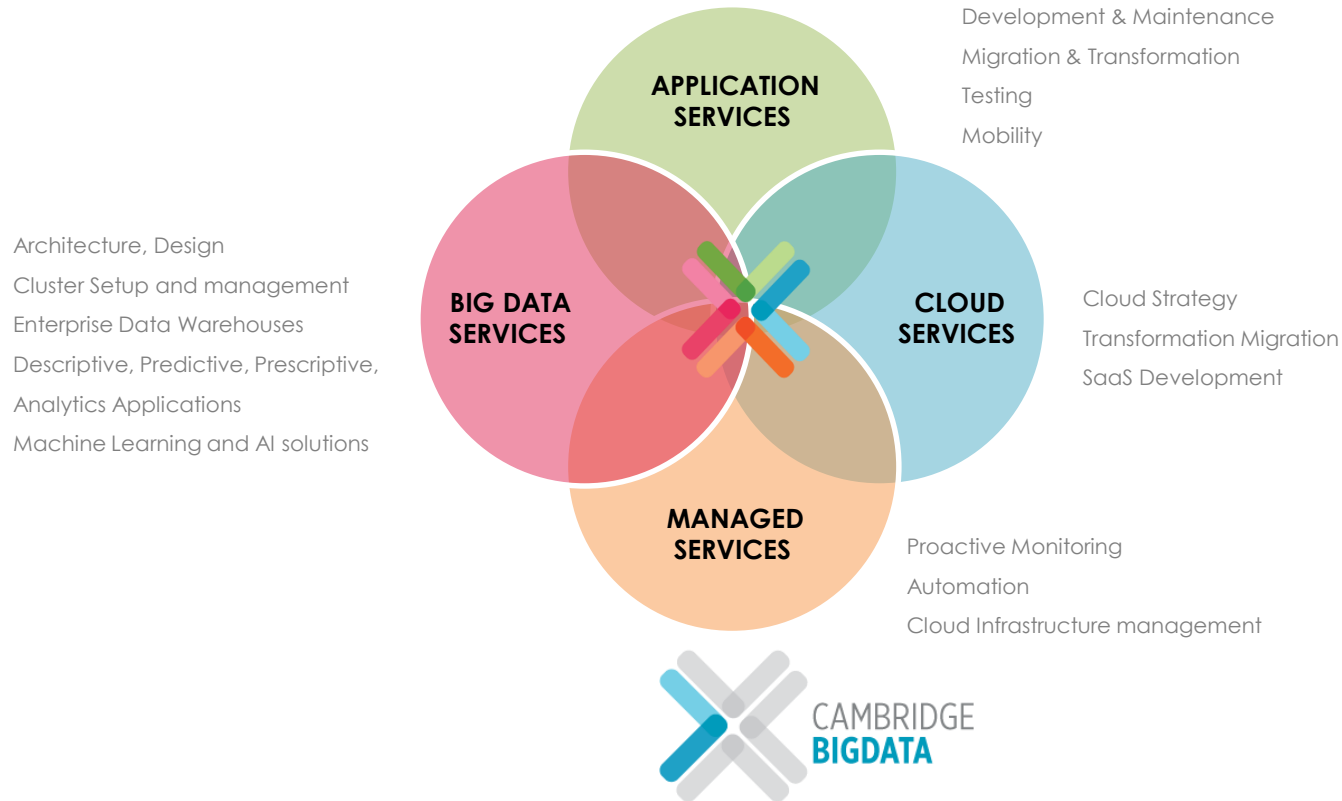 APPLICATION
SERVICES
Development & Maintenance
Migration & Transformation
Testing
Mobility
Architecture, Design
Cluster Setup and management
Enterprise Data Warehouses
Descriptive, Predictive, Prescriptive,
Analytics Applications
Machine Learning and AI solutions
BIG DATA
SERVICES
CLOUD
SERVICES
Cloud Strategy
Transformation Migration
SaaS Development
MANAGED
SERVICES
Proactive Monitoring
Automation
Cloud Infrastructure management
CAMBRIDGE
BIGDATA